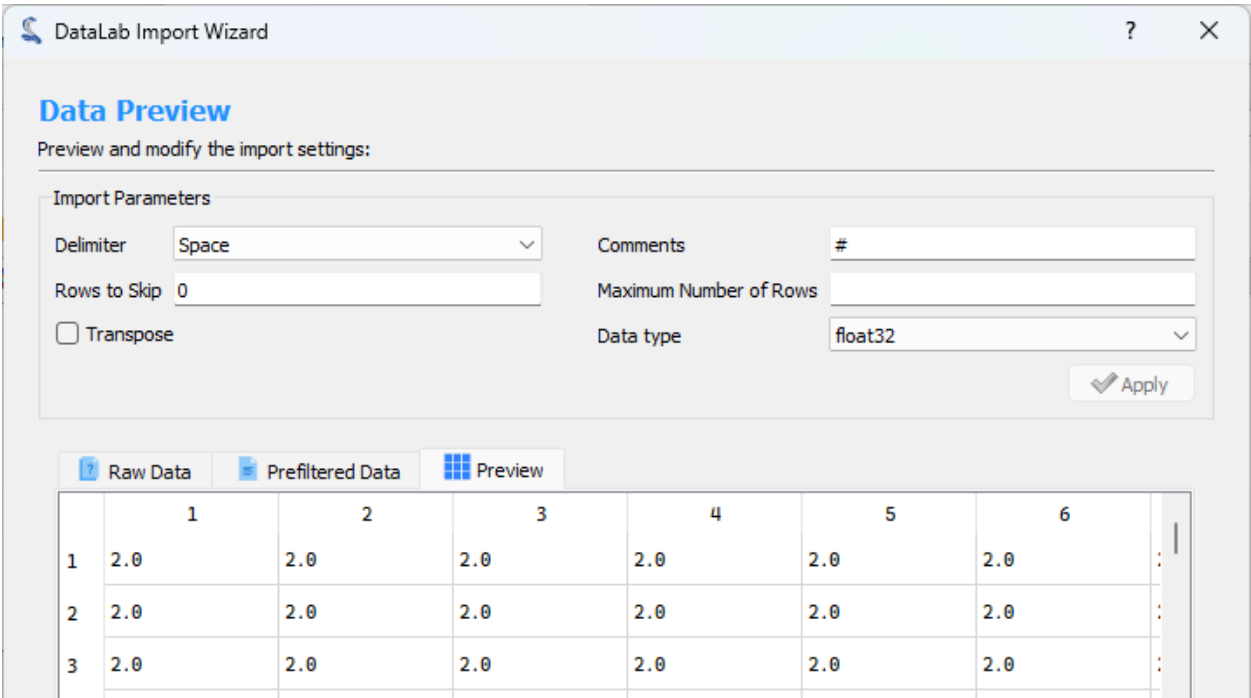 DataLab Import Wizard ?
Data Preview
Preview and modify the import settings:
Import Parameters
Delimiter Space Comments #
Rows to Skip 0 Maximum Number of Rows
Transpose Data type float32
Apply
Raw Data Prefiltered Data Preview
1 2 3 4 5 6
1 2.0 2.0 2.0 2.0 2.0 2.0
2 2.0 2.0 2.0 2.0 2.0 2.0
3 2.0 2.0 2.0 2.0 2.0 2.0